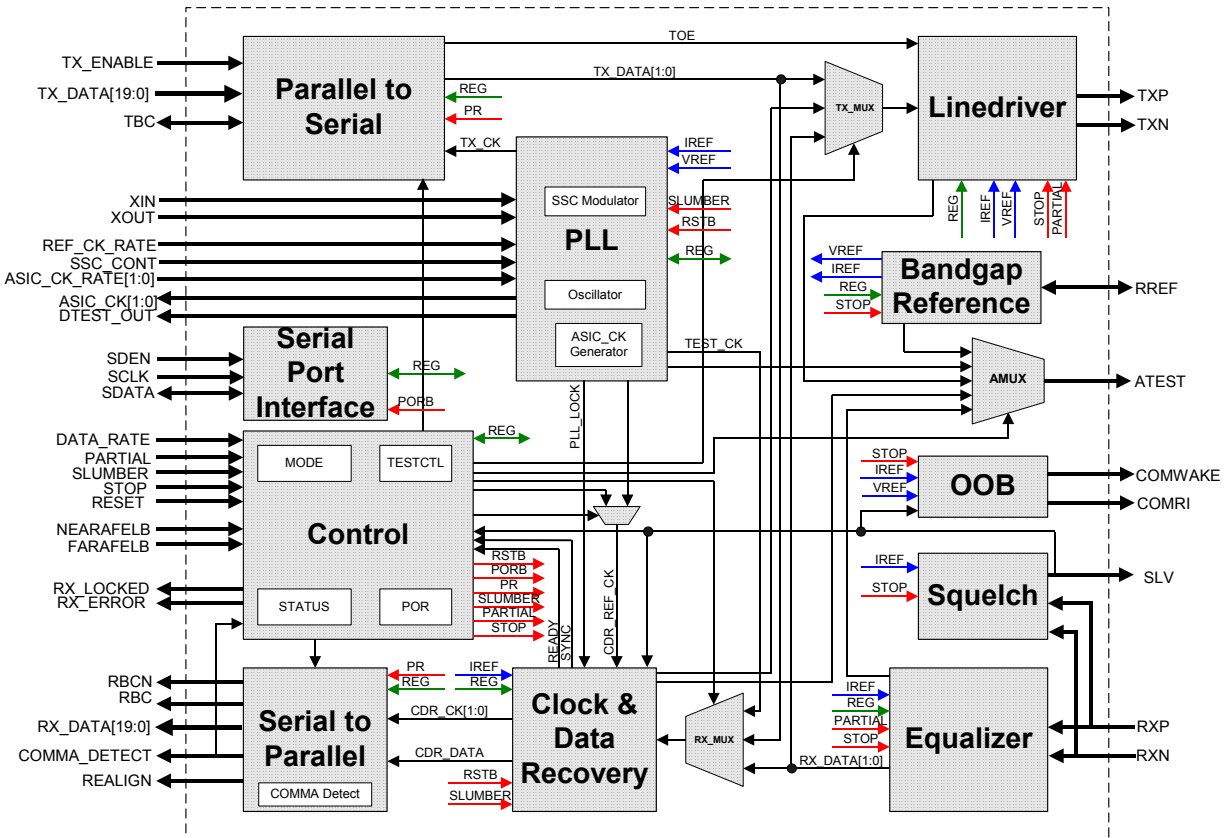 TX_ENABLE
TX_DATA[19:0]
TBC
Parallel to
Serial
REG
PR
TOE
TX_DATA[1:0]
TX_CK
TX_MUX
Linedriver
TXP
TXN
REG
IREF
VREF
STOP
PARTIAL
XIN
XOUT
REF_CK_RATE
SSC_CONT
ASIC_CK_RATE[1:0]
ASIC_CK[1:0]
DTEST_OUT
SSC Modulator
PLL
Oscillator
ASIC_CK
Generator
IREF
VREF
SLUMBER
RSTB
REG
TEST_CK
PLL_LOCK
VREF
IREF
REG
STOP
Bandgap
Reference
RREF
AMUX
ATEST
SDEN
SCLK
SDATA
Serial
Port
Interface
REG
PORB
DATA_RATE
PARTIAL
SLUMBER
STOP
RESET
NEARAFELB
FARAFELB
RX_LOCKED
RX_ERROR
MODE
TESTCTL
Control
STATUS
POR
REG
RSTB
PORB
PR
SLUMBER
PARTIAL
STOP
READY
SYNC
CDR_REF_CK
STOP
IREF
VREF
OOB
COMWAKE
COMRI
IREF
STOP
Squelch
SLV
RBCN
RBC
RX_DATA[19:0]
COMMA_DETECT
REALIGN
Serial to
Parallel
COMMA Detect
PR
REG
IREF
REG
CDR_CK[1:0]
CDR_DATA
RSTB
SLUMBER
Clock &
Data
Recovery
RX_MUX
RX_DATA[1:0]
IREF
REG
PARTIAL
STOP
Equalizer
RXP
RXN